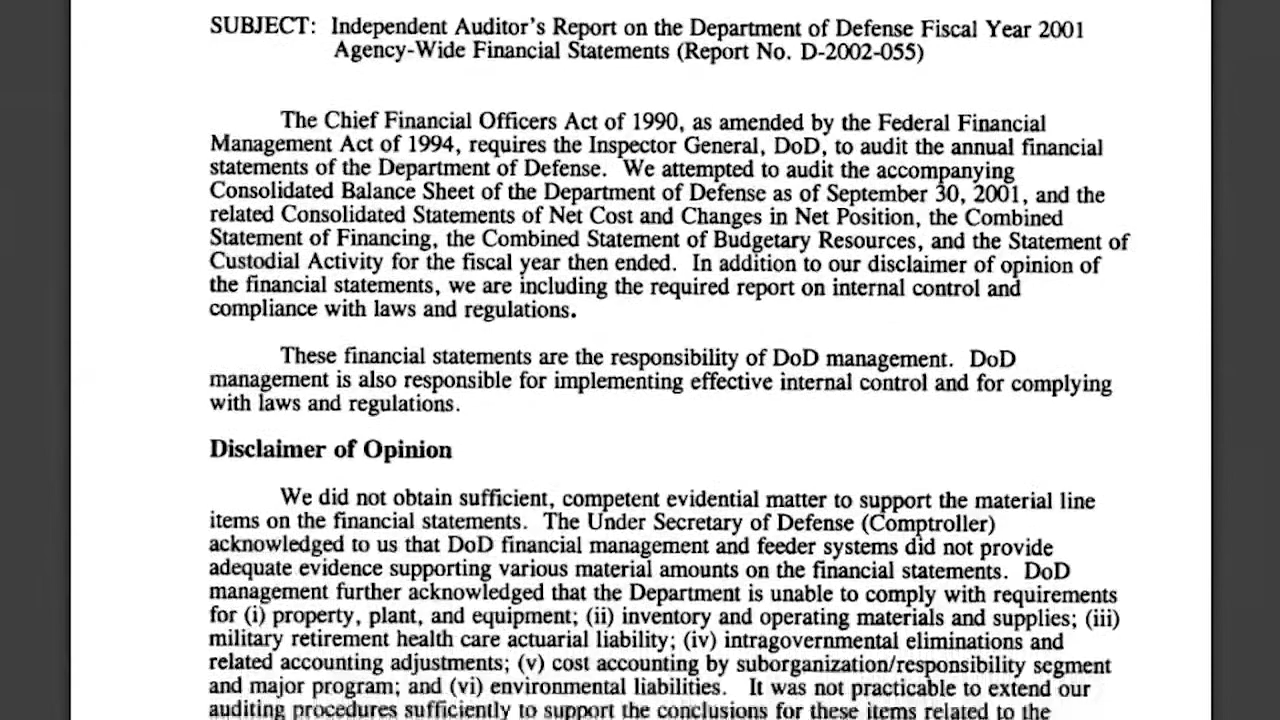 SUBJECT: Independent Auditor's Report on the Department of Defense Fiscal Year 2001
Agency-Wide Financial Statements (Report No. D-2002-055)
The Chief Financial Officers Act of 1990, as amended by the Federal Financial
Management Act of 1994, requires the Inspector General, DoD, to audit the annual financial
statements of the Department of Defense. We attempted to audit the accompanying
Consolidated Balance Sheet of the Department of Defense as of September 30, 2001, and the
related Consolidated Statements of Net Cost and Changes in Net Position, the Combined
Statement of Financing, the Combined Statement of Budgetary Resources, and the Statement of
Custodial Activity for the fiscal year then ended. In addition to our disclaimer of opinion of
the financial statements, we are including the required report on internal control and
compliance with laws and regulations.
These financial statements are the responsibility of DoD management. DoD
management is also responsible for implementing effective internal control and for complying
with laws and regulations.
Disclaimer of Opinion
We did not obtain sufficient, competent evidential matter to support the material line
items on the financial statements. The Under Secretary of Defense (Comptroller)
acknowledged to us that DoD financial management and feeder systems did not provide
adequate evidence supporting various material amounts on the financial statements. DoD
management further acknowledged that the Department is unable to comply with requirements
for (i) property, plant, and equipment; (ii) inventory and operating materials and supplies; (iii)
military retirement health care actuarial liability; (iv) intragovernmental eliminations and
related accounting adjustments; (v) cost accounting by suborganization/responsibility segment
and major program; and (vi) environmental liabilities. It was not practicable to extend our
auditing procedures sufficiently to support the conclusions for these items related to the